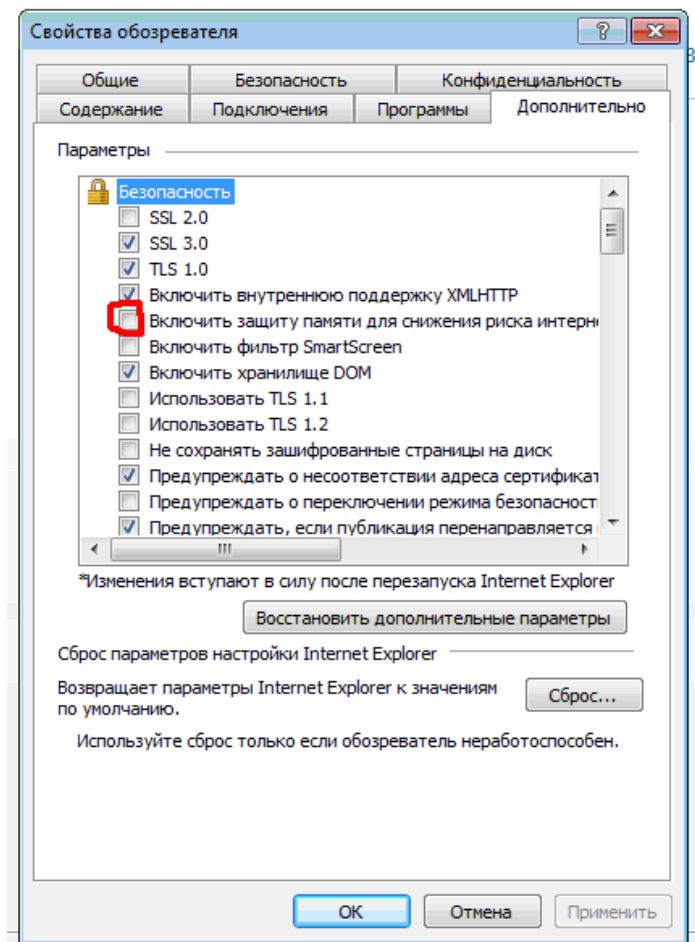 Свойства обозревателя
Общие Безопасность Конфиденциальность
Содержание Подключения Программы Дополнительно
Параметры
Безопасность
SSL 2.0
SSL 3.0
TLS 1.0
Включить внутреннюю поддержку XMLHTTP
Включить защиту памяти для снижения риска интерн
Включить фильтр SmartScreen
Включить хранилище DOM
Использовать TLS 1.1
Использовать TLS 1.2
Не сохранять зашифрованные страницы на диск
Предупреждать о несоответствии адреса сертификат
Предупреждать о переключении режима безопасност
Предупреждать, если публикация перенаправляется
*Изменения вступают в силу после перезапуска Internet Explorer
Восстановить дополнительные параметры
Сброс параметров настройки Internet Explorer
Возвращает параметры Internet Explorer к значениям
по умолчанию.
Сброс...
Используйте сброс только если обозреватель неработоспособен.
OK Отмена Применить